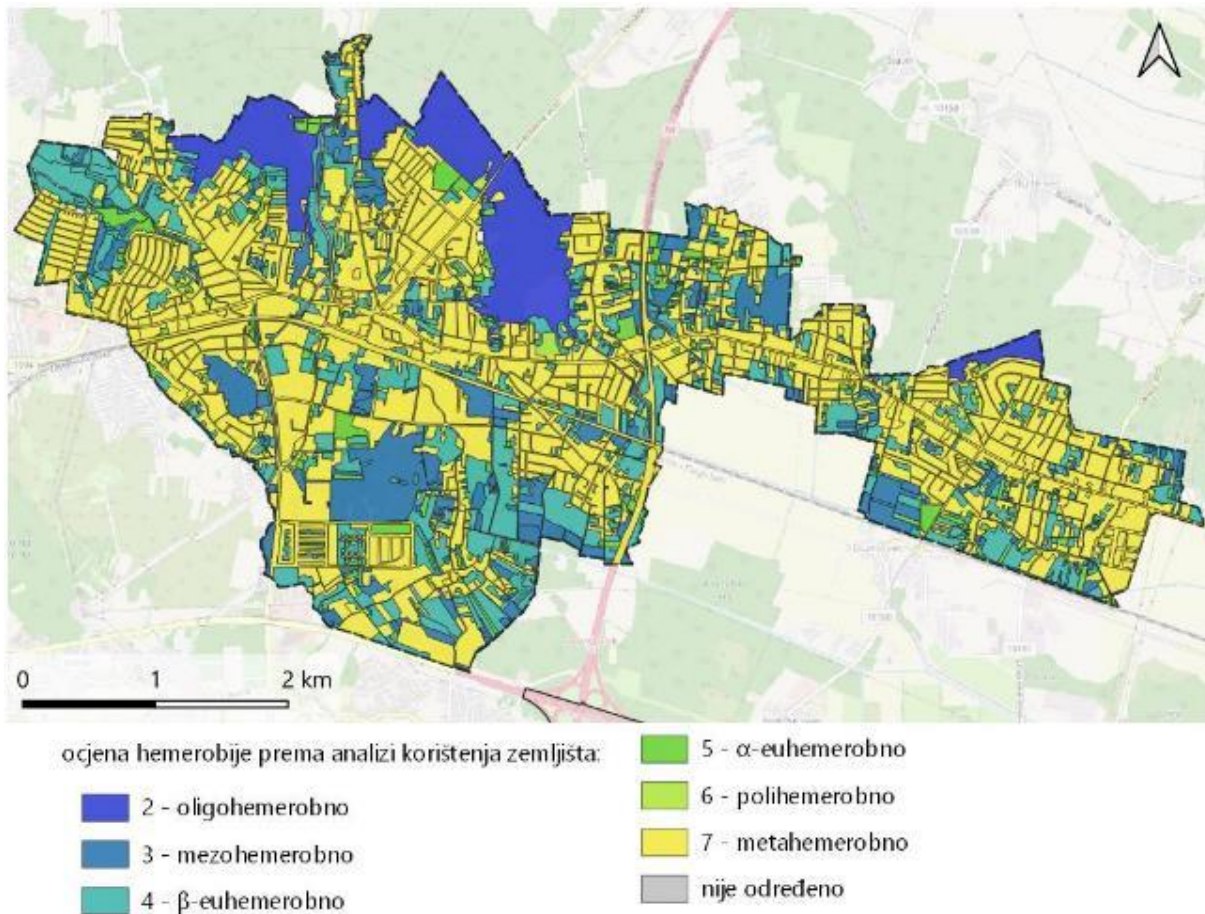 0 1 2 km
ocjena hemerobije prema analizi korištenja zemljišta:
2 - oligohemerobno
3 - mezohemerobno
4 - β-euhemerobno
5 - α-euhemerobno
6 - polihemerobno
7 - metahemerobno
nije određeno